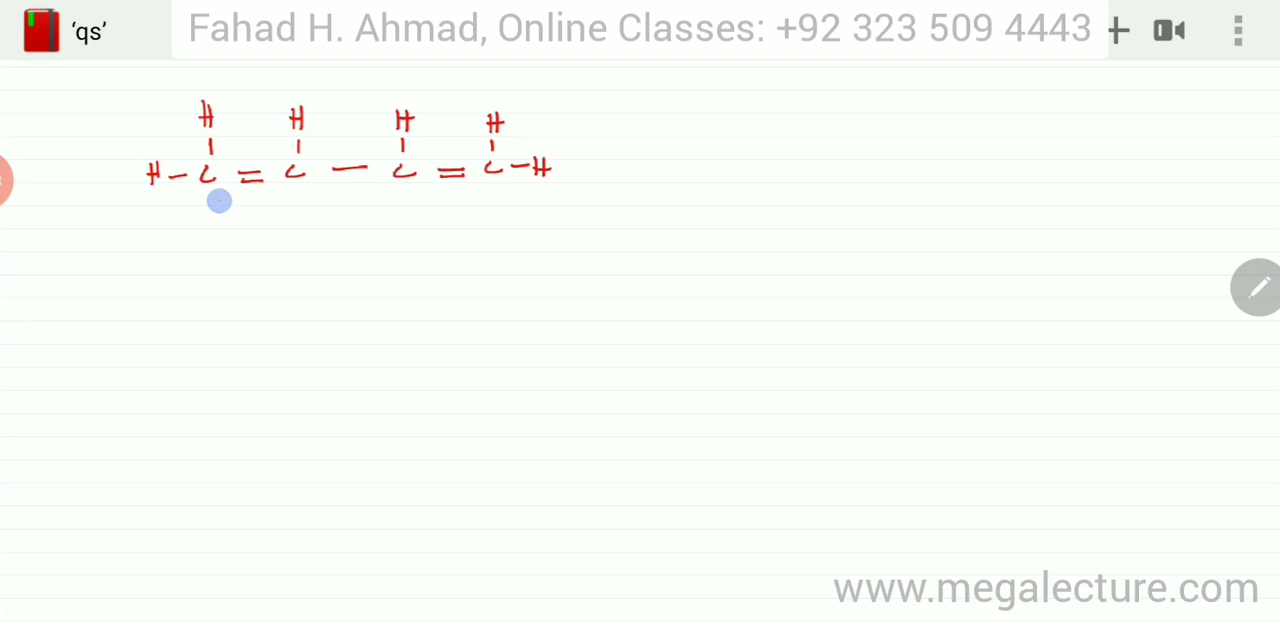 ‘qs’ Fahad H. Ahmad, Online Classes: +92 323 509 4443
H H H H
H - C = C - C = C - H
www.megalecture.com